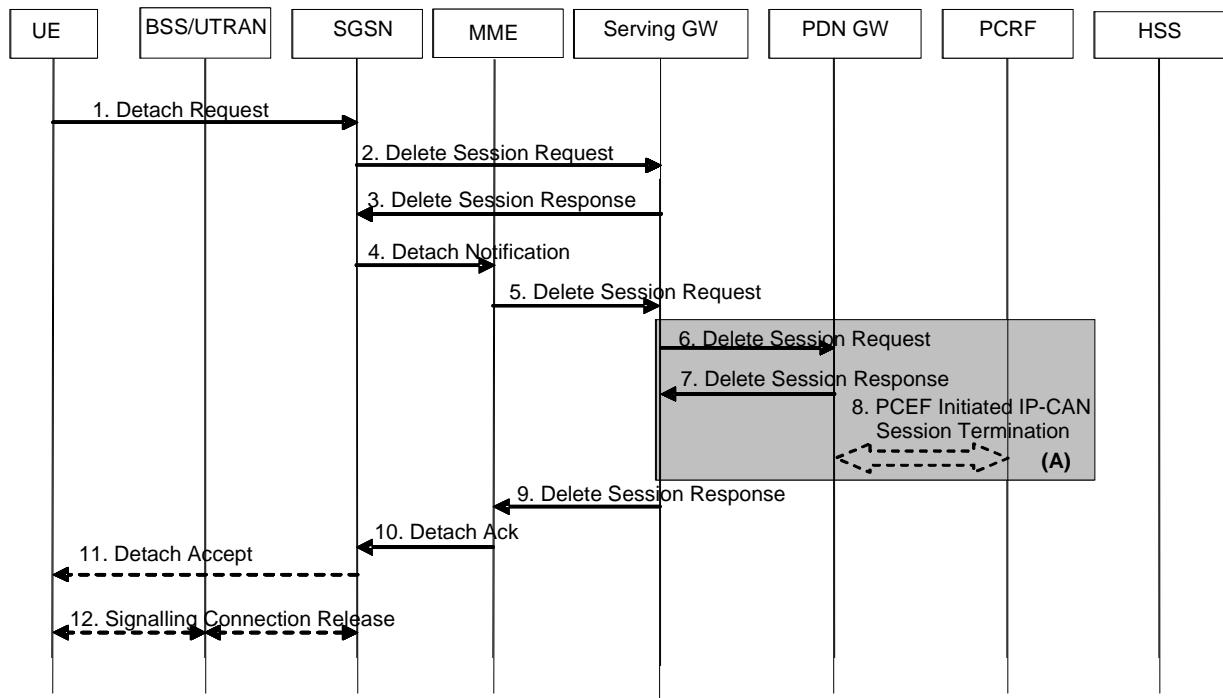 UE
BSS/UTRAN
SGSN
MME
Serving GW
PDN GW
PCRF
HSS
1. Detach Request
2. Delete Session Request
3. Delete Session Response
4. Detach Notification
5. Delete Session Request
6. Delete Session Request
7. Delete Session Response
8. PCEF Initiated IP-CAN
Session Termination
(A)
9. Delete Session Response
10. Detach Ack
11. Detach Accept
12. Signalling Connection Release